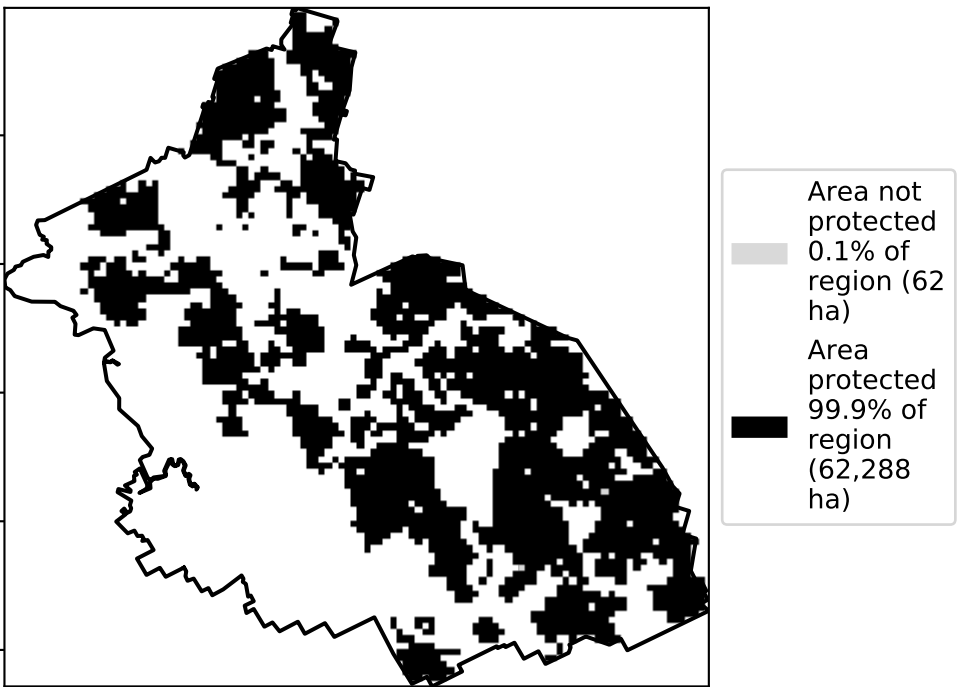 Area not
protected
0.1% of
region (62
ha)
Area
protected
99.9% of
region
(62,288
ha)